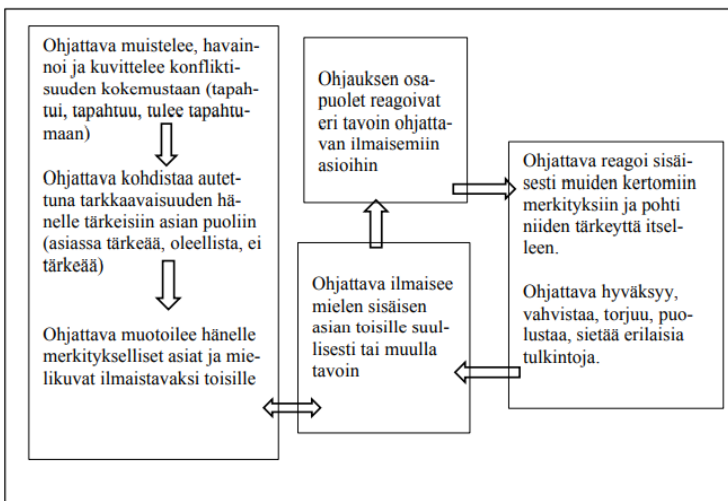 Ohjattava muistelee, havain-
noi ja kuvittelee konflikti-
suuden kokemustaan (tapah-
tui, tapahtuu, tulee tapahtu-
maan)
Ohjattava kohdistaa autet-
tuna tarkkaavaisuuden hä-
nelle tärkeisiin asian puoliin
(asiassa tärkeää, oleellista, ei
tärkeää)
Ohjattava muotoilee hänelle
merkitykselliset asiat ja mie-
likuvat ilmaistavaksi toisille
Ohjauksen osa-
puolet reagoivat
eri tavoin ohjatta-
van ilmaisemiin
asioihin
Ohjattava ilmaisee
mielen sisäisen
asian toisille suul-
lisesti tai muulla
tavoin
Ohjattava reagoi sisäi-
sesti muiden kertomiin
merkityksiin ja pohti
niiden tärkeyttä itsel-
leen.
Ohjattava hyväksyy,
vahvistaa, torjuu, puo-
lustaa, sietää erilaisia
tulkintoja.